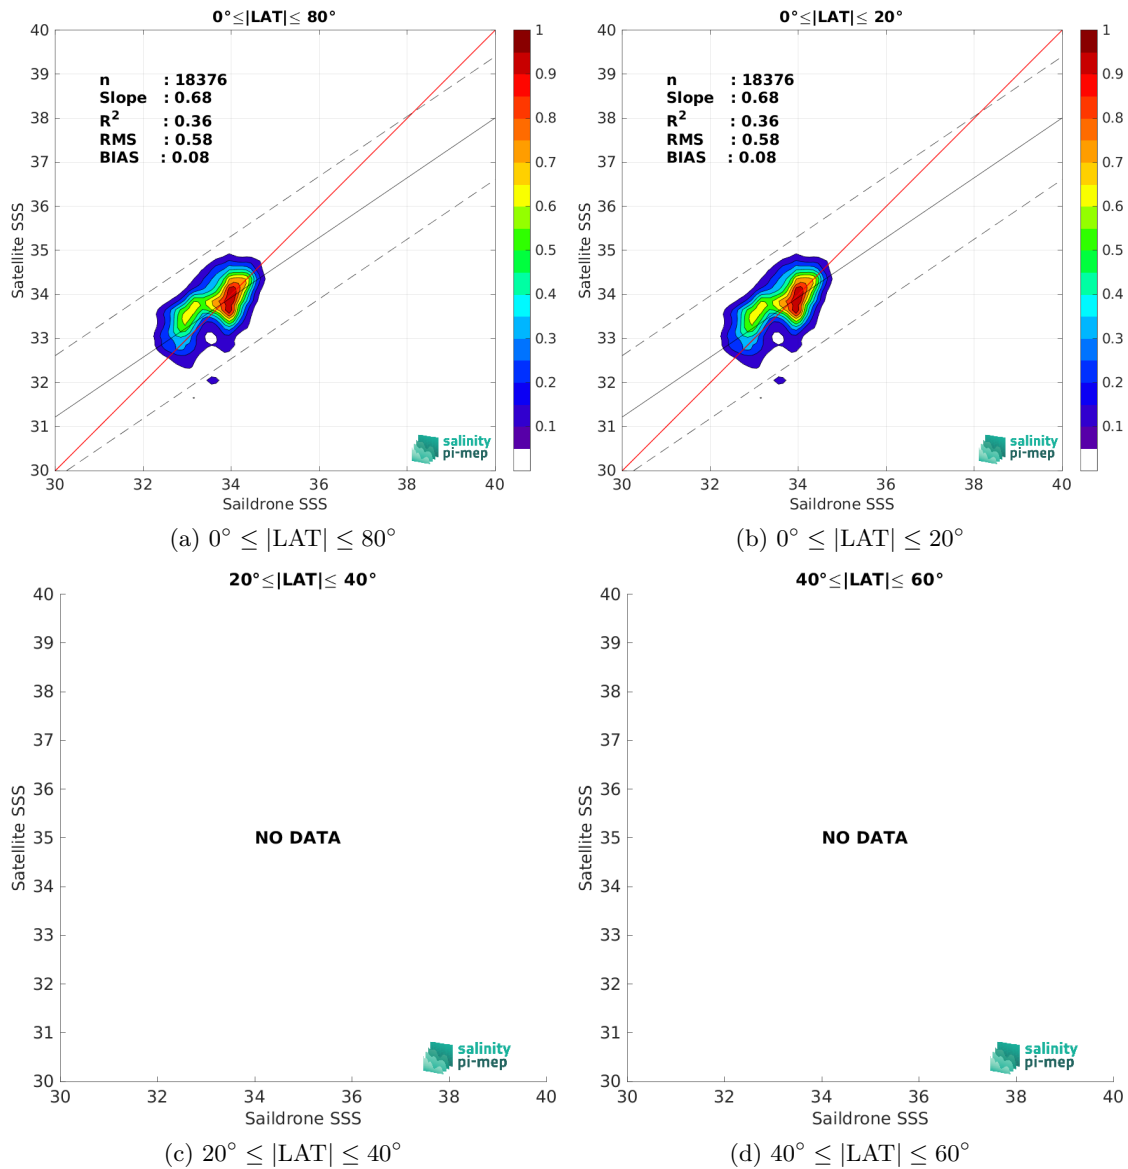 0°≤|LAT|≤ 80°
n : 18376
Slope : 0.68
R² : 0.36
RMS : 0.58
BIAS : 0.08
40
39
38
37
36
35
34
33
32
31
30
Satellite SSS
30 32 34 36 38 40
Saildrone SSS
1
0.9
0.8
0.7
0.6
0.5
0.4
0.3
0.2
0.1
salinity
pi-mep
(a) 0° ≤ |LAT| ≤ 80°
0°≤|LAT|≤ 20°
n : 18376
Slope : 0.68
R² : 0.36
RMS : 0.58
BIAS : 0.08
40
39
38
37
36
35
34
33
32
31
30
Satellite SSS
30 32 34 36 38 40
Saildrone SSS
1
0.9
0.8
0.7
0.6
0.5
0.4
0.3
0.2
0.1
salinity
pi-mep
(b) 0° ≤ |LAT| ≤ 20°
20°≤|LAT|≤ 40°
40
39
38
37
36
35
34
33
32
31
30
Satellite SSS
NO DATA
30 32 34 36 38 40
Saildrone SSS
salinity
pi-mep
(c) 20° ≤ |LAT| ≤ 40°
40°≤|LAT|≤ 60°
40
39
38
37
36
35
34
33
32
31
30
Satellite SSS
NO DATA
30 32 34 36 38 40
Saildrone SSS
salinity
pi-mep
(d) 40° ≤ |LAT| ≤ 60°